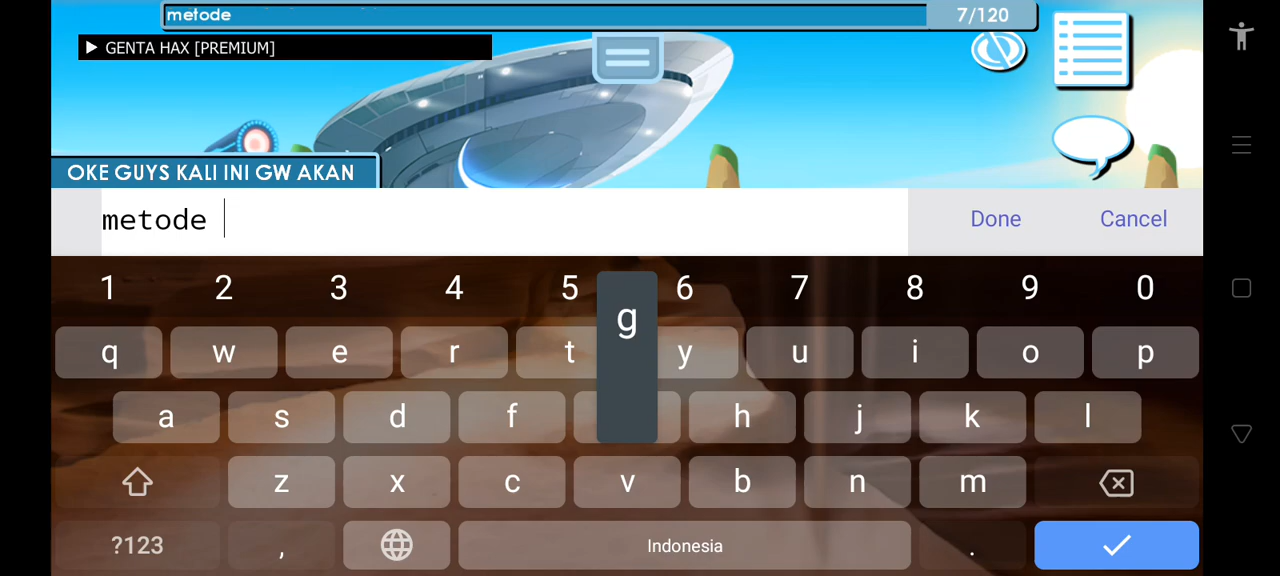 metode
7/120
▶ GENTA HAX [PREMIUM]
OKE GUYS KALI INI GW AKAN
metode
Done
Cancel
1 2 3 4 5 6 7 8 9 0
g
q w e r t y u i o p
a s d f h j k l
z x c v b n m
?123 , Indonesia .